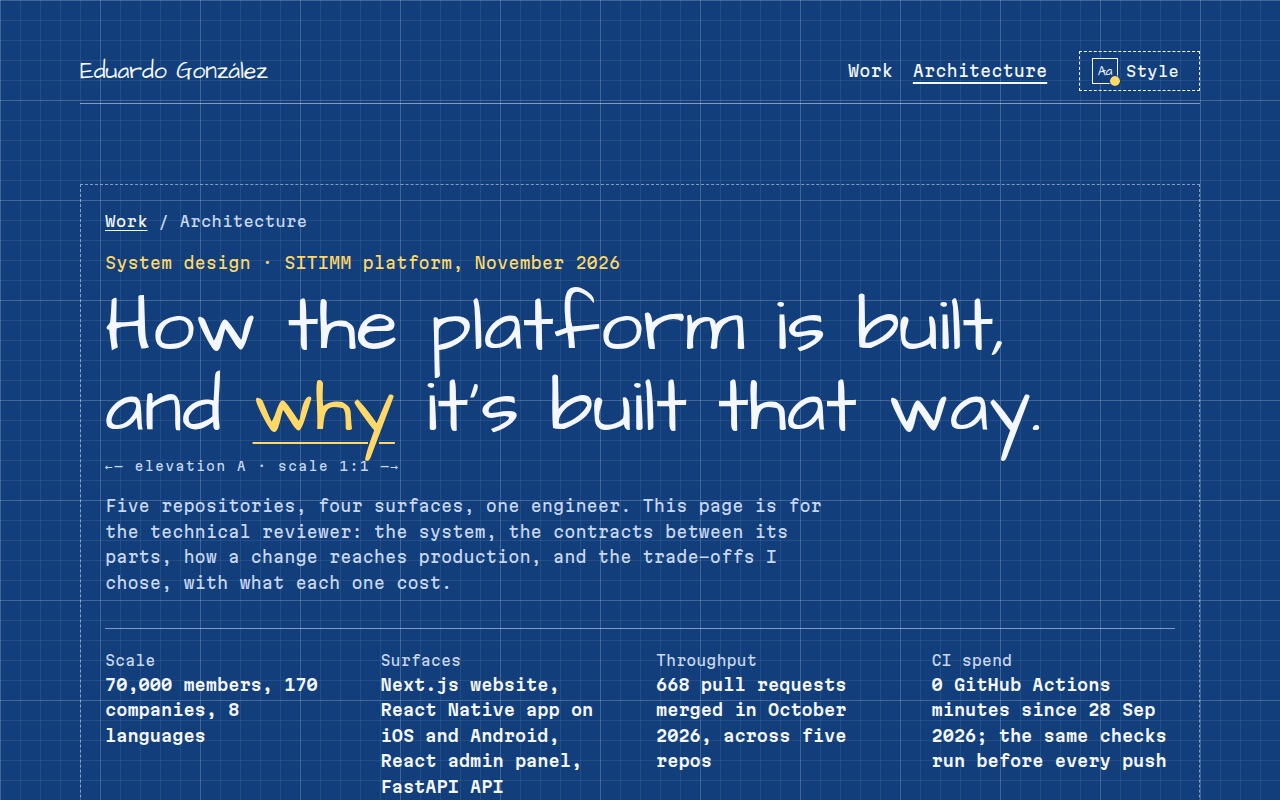 Eduardo González
Work Architecture Aa Style
Work / Architecture
System design · SITIMM platform, November 2026
How the platform is built,
and why it's built that way.
←— elevation A · scale 1:1 —→
Five repositories, four surfaces, one engineer. This page is for
the technical reviewer: the system, the contracts between its
parts, how a change reaches production, and the trade-offs I
chose, with what each one cost.
Scale
70,000 members, 170
companies, 8
languages
Surfaces
Next.js website,
React Native app on
iOS and Android,
React admin panel,
FastAPI API
Throughput
668 pull requests
merged in October
2026, across five
repos
CI spend
0 GitHub Actions
minutes since 28 Sep
2026; the same checks
run before every push